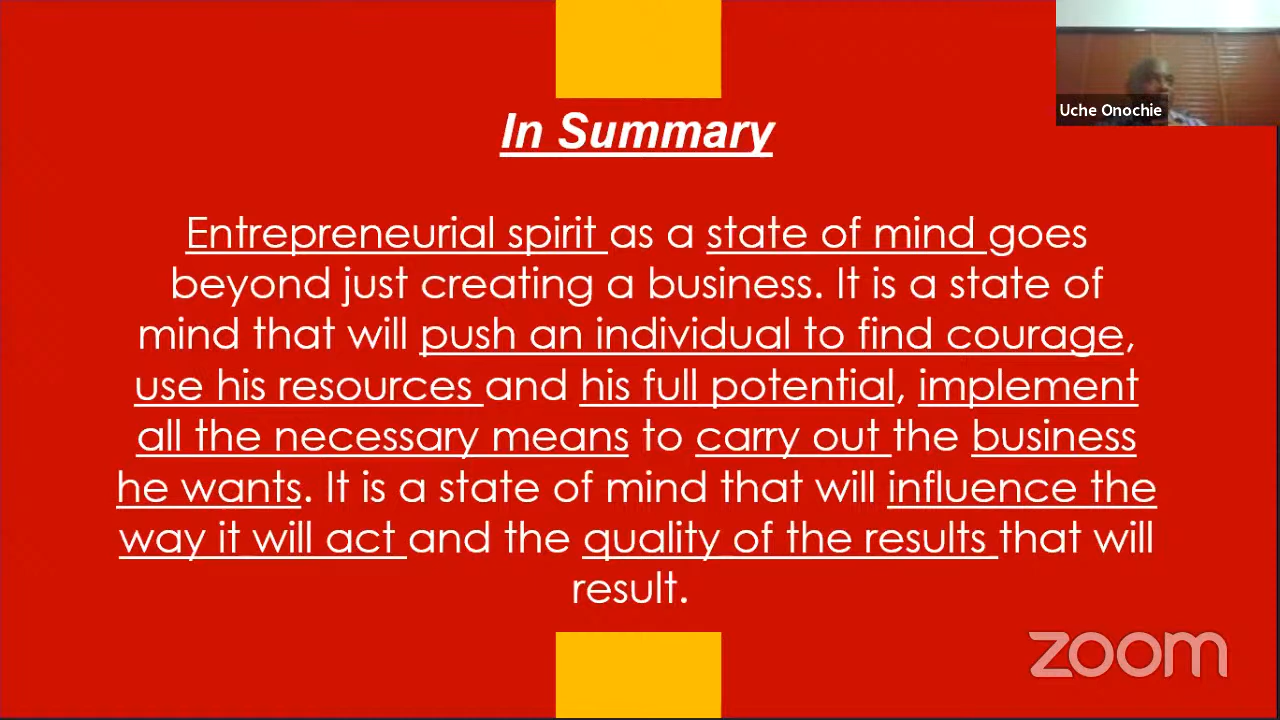 Uche Onochie
In Summary
Entrepreneurial spirit as a state of mind goes
beyond just creating a business. It is a state of
mind that will push an individual to find courage,
use his resources and his full potential, implement
all the necessary means to carry out the business
he wants. It is a state of mind that will influence the
way it will act and the quality of the results that will
result.
zoom